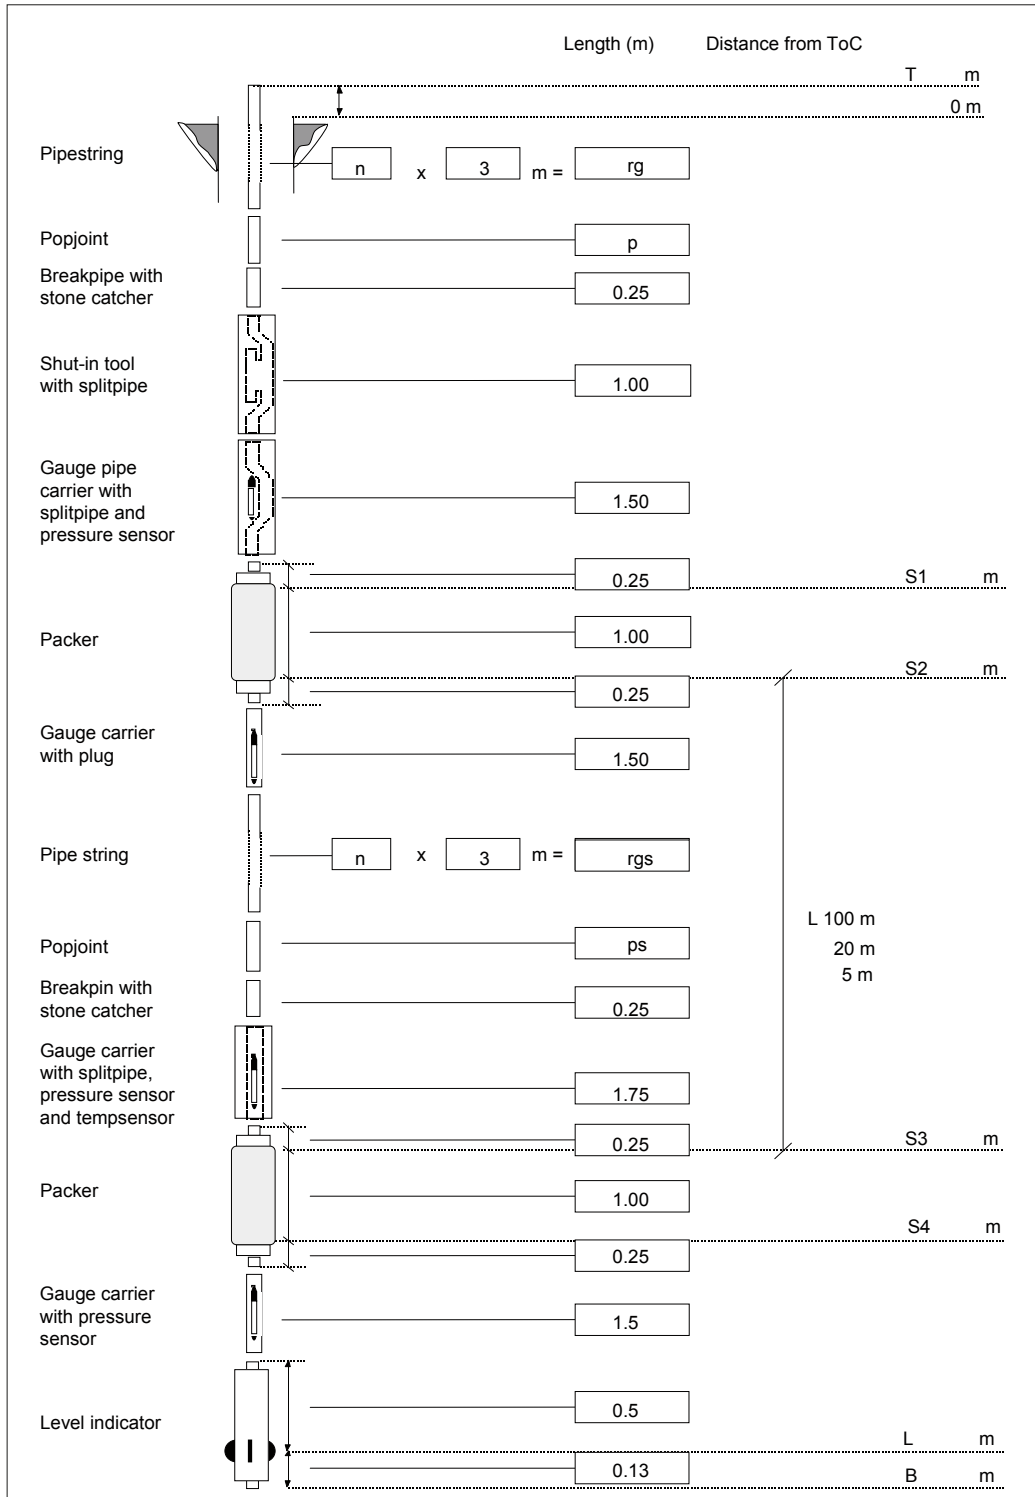 Length (m) Distance from ToC
T m
0 m
Pipestring n x 3 m = rg
Popjoint p
Breakpipe with
stone catcher 0.25
Shut-in tool
with splitpipe 1.00
Gauge pipe
carrier with
splitpipe and
pressure sensor 1.50
0.25 S1 m
Packer 1.00
S2 m
0.25
Gauge carrier
with plug 1.50
Pipe string n x 3 m = rgs
L 100 m
20 m
5 m
Popjoint ps
Breakpin with
stone catcher 0.25
Gauge carrier
with splitpipe,
pressure sensor
and tempsensor 1.75
0.25 S3 m
Packer 1.00
S4 m
0.25
Gauge carrier
with pressure
sensor 1.5
Level indicator 0.5
L m
0.13
B m